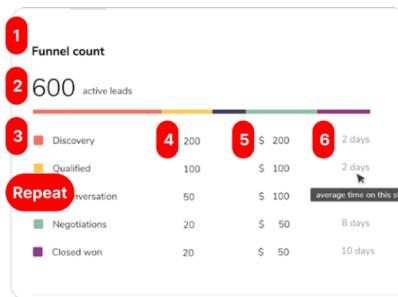 1
Funnel count
2
600 active leads
3 Discovery 4 200 5 $ 200 6 2 days
Qualified 100 $ 100 2 days
Repeat nversation 50 $ 100 average time on this st
Negotiations 20 $ 50 8 days
Closed won 20 $ 50 10 days